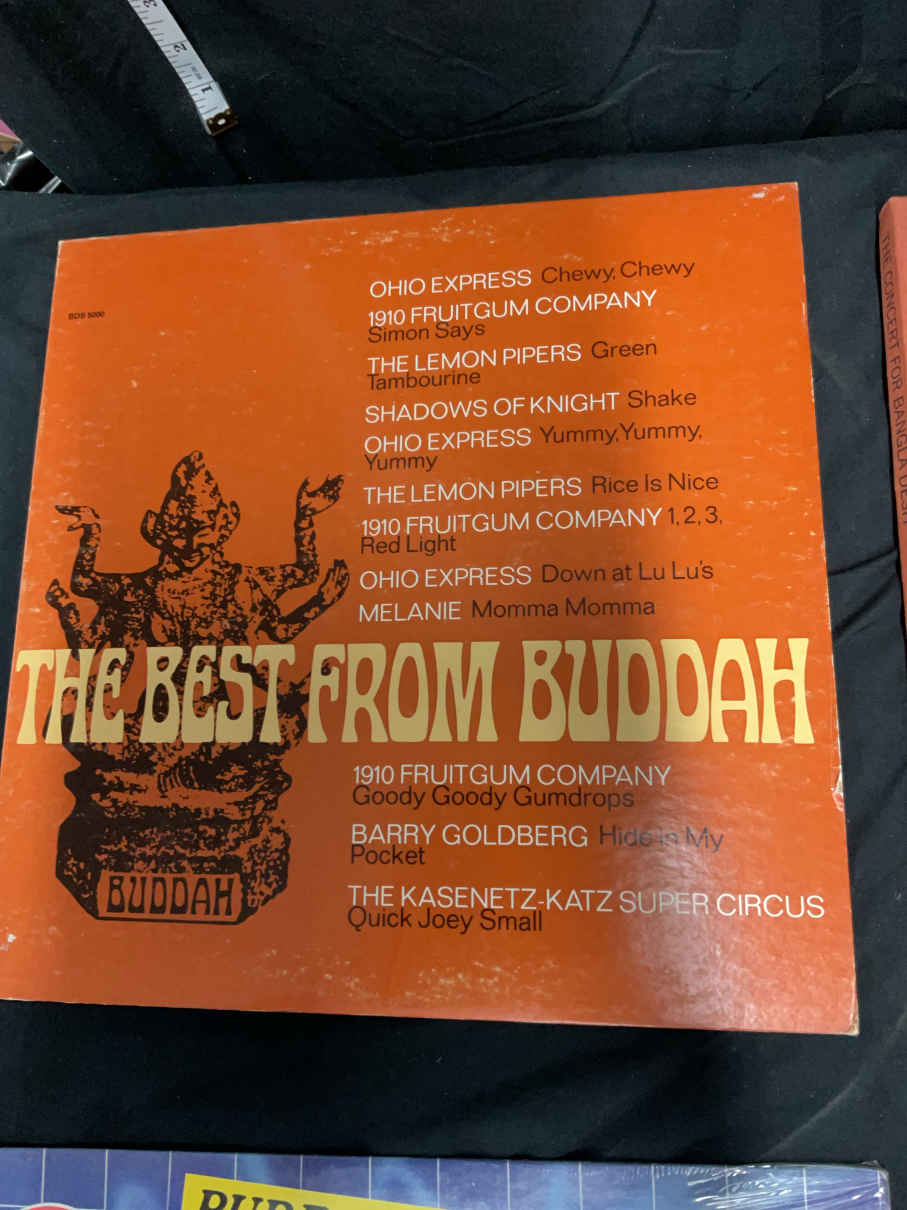 3
2
1
BDS 5000
OHIO EXPRESS Chewy, Chewy
1910 FRUITGUM COMPANY
Simon Says
THE LEMON PIPERS Green
Tambourine
SHADOWS OF KNIGHT Shake
OHIO EXPRESS Yummy, Yummy,
Yummy
THE LEMON PIPERS Rice Is Nice
1910 FRUITGUM COMPANY 1, 2, 3,
Red Light
OHIO EXPRESS Down at Lu Lu's
MELANIE Momma Momma
THE BEST FROM BUDDAH
1910 FRUITGUM COMPANY
Goody Goody Gumdrops
BARRY GOLDBERG Hide in My
Pocket
THE KASENETZ-KATZ SUPER CIRCUS
Quick Joey Small
BUDDAH
THE CONCERT FOR BANGLA DESH